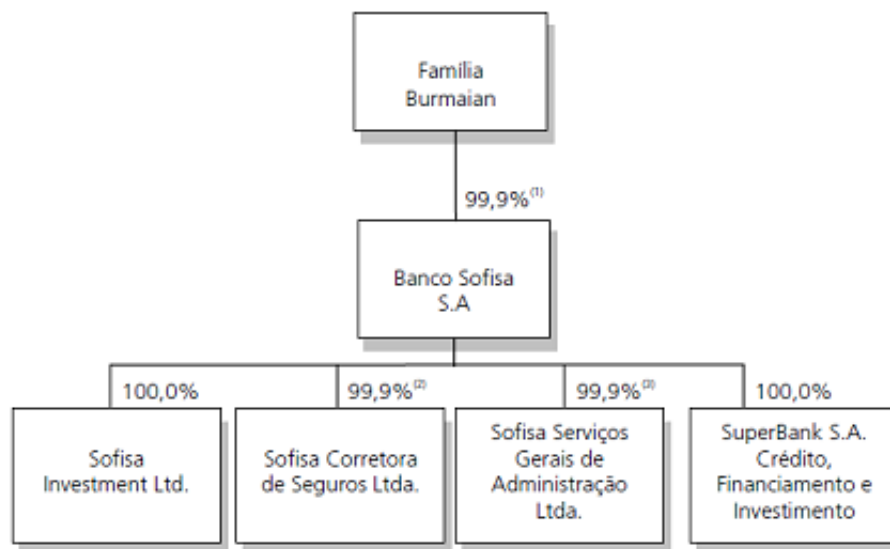 Família
Burmaian
99,9%(1)
Banco Sofisa
S.A
100,0%
99,9%(2)
99,9%(3)
100,0%
Sofisa
Investment Ltd.
Sofisa Corretora
de Seguros Ltda.
Sofisa Serviços
Gerais de
Administração
Ltda.
SuperBank S.A.
Crédito,
Financiamento e
Investimento